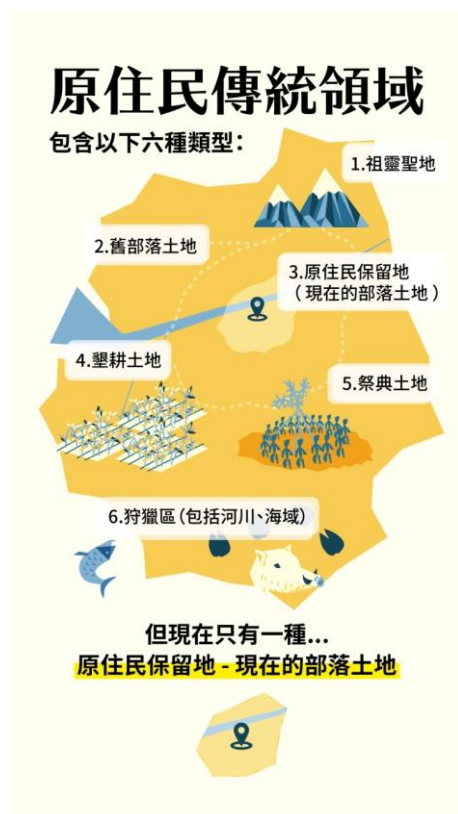 原住民傳統領域
包含以下六種類型：
1.祖靈聖地
2.舊部落土地
3.原住民保留地
（現在的部落土地）
4.墾耕土地
5.祭典土地
6.狩獵區（包括河川、海域）
但現在只有一種...
原住民保留地 - 現在的部落土地